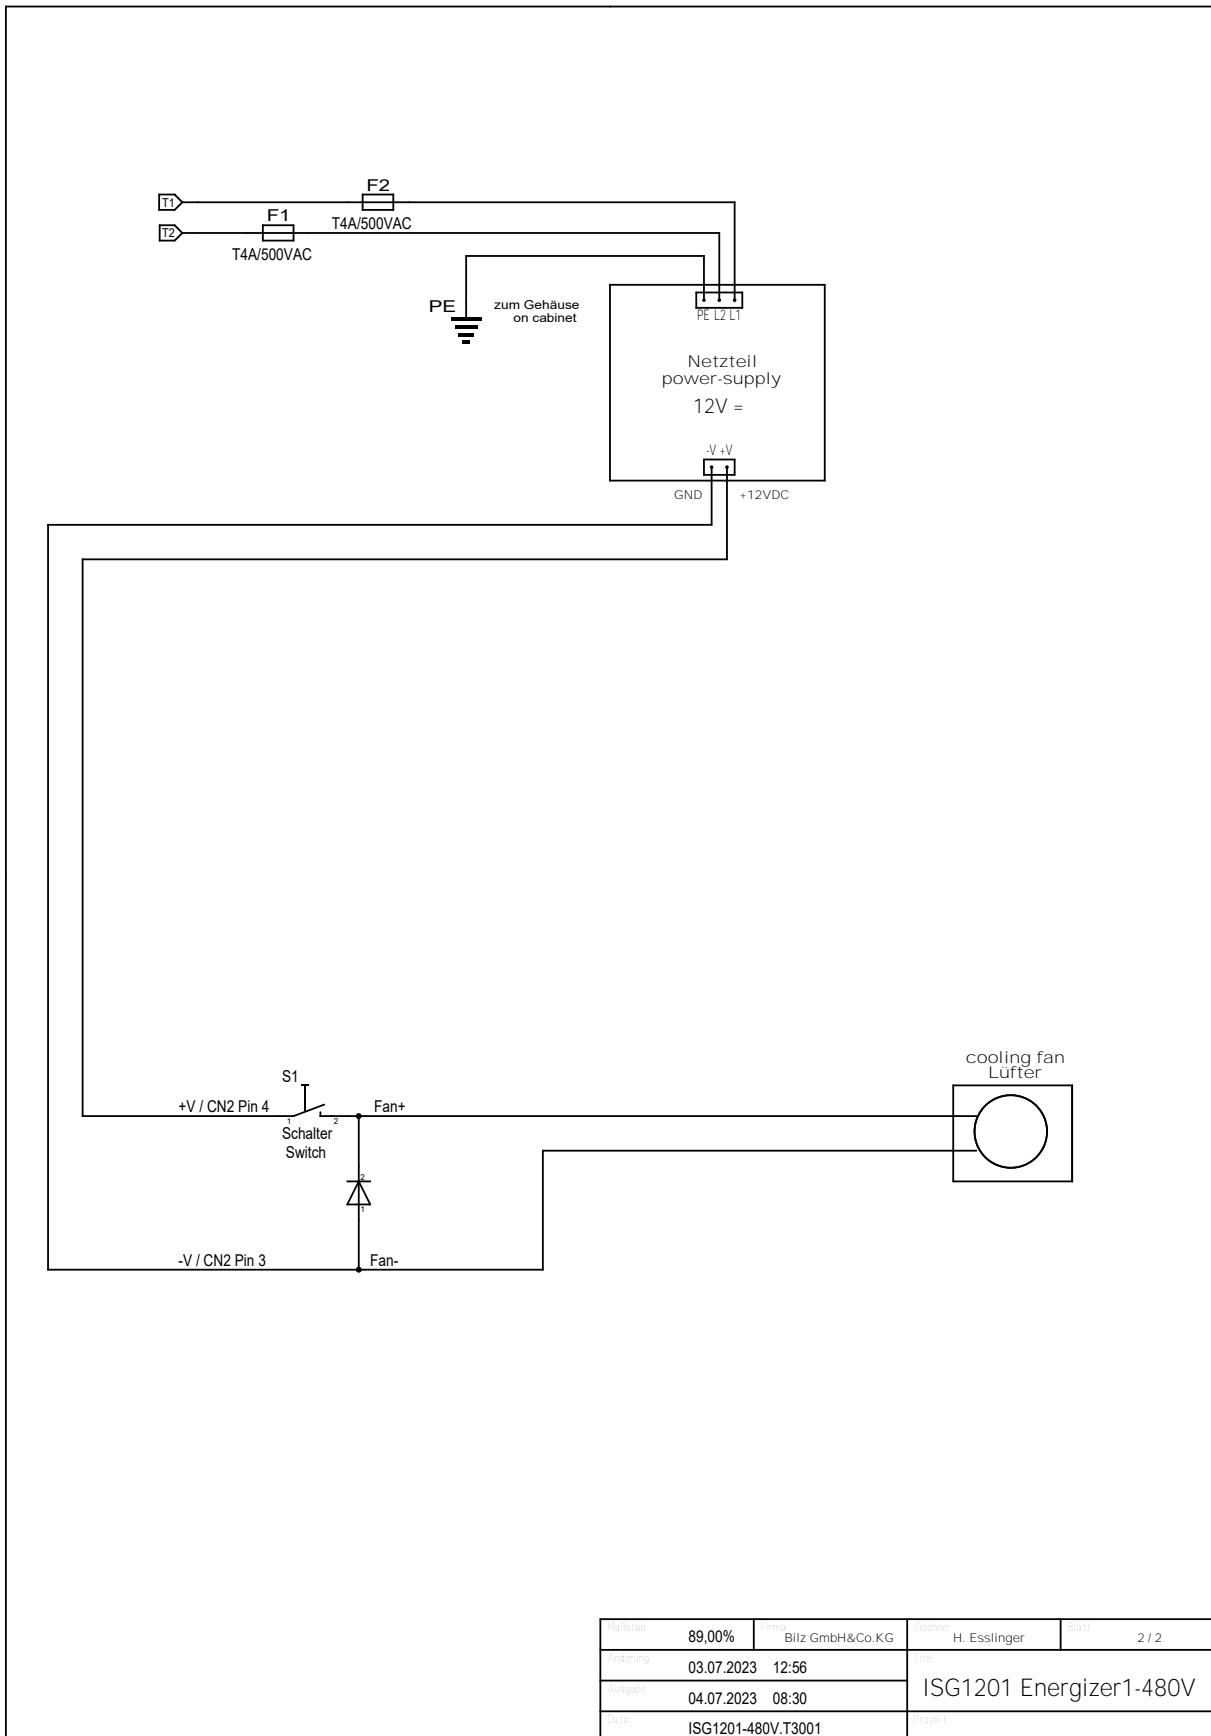 T1
F2
T4A/500VAC
T2
F1
T4A/500VAC
PE
zum Gehäuse
on cabinet
PE L2 L1
Netzteil
power-supply
12V =
-V +V
GND
+12VDC
cooling fan
Lüfter
S1
+V / CN2 Pin 4
1
2
Fan+
Schalter
Switch
2
1
-V / CN2 Pin 3
Fan-
Maßstab
89,00%
Firma
Bilz GmbH&Co.KG
Zeichner
H. Esslinger
Blatt
2 / 2
Änderung
03.07.2023 12:56
Titel
ISG1201 Energizer1-480V
Ausgabe
04.07.2023 08:30
Datei
ISG1201-480V.T3001
Projekt